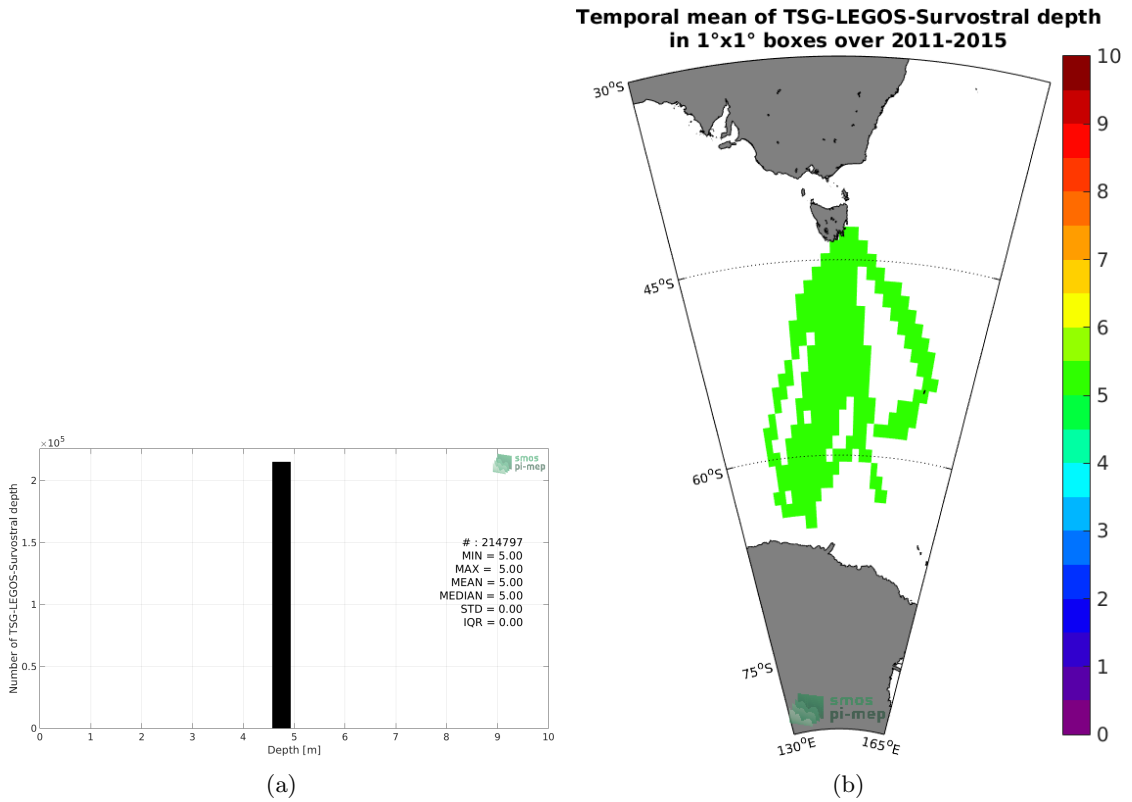 Temporal mean of TSG-LEGOS-Survostral depth
in 1°x1° boxes over 2011-2015
×10⁵
Number of TSG-LEGOS-Survostral depth
2
1.5
1
0.5
0
smos
pi-mep
# : 214797
MIN = 5.00
MAX = 5.00
MEAN = 5.00
MEDIAN = 5.00
STD = 0.00
IQR = 0.00
0 1 2 3 4 5 6 7 8 9 10
Depth [m]
(a)
30°S
45°S
60°S
75°S
130°E
165°E
smos
pi-mep
10
9
8
7
6
5
4
3
2
1
0
(b)